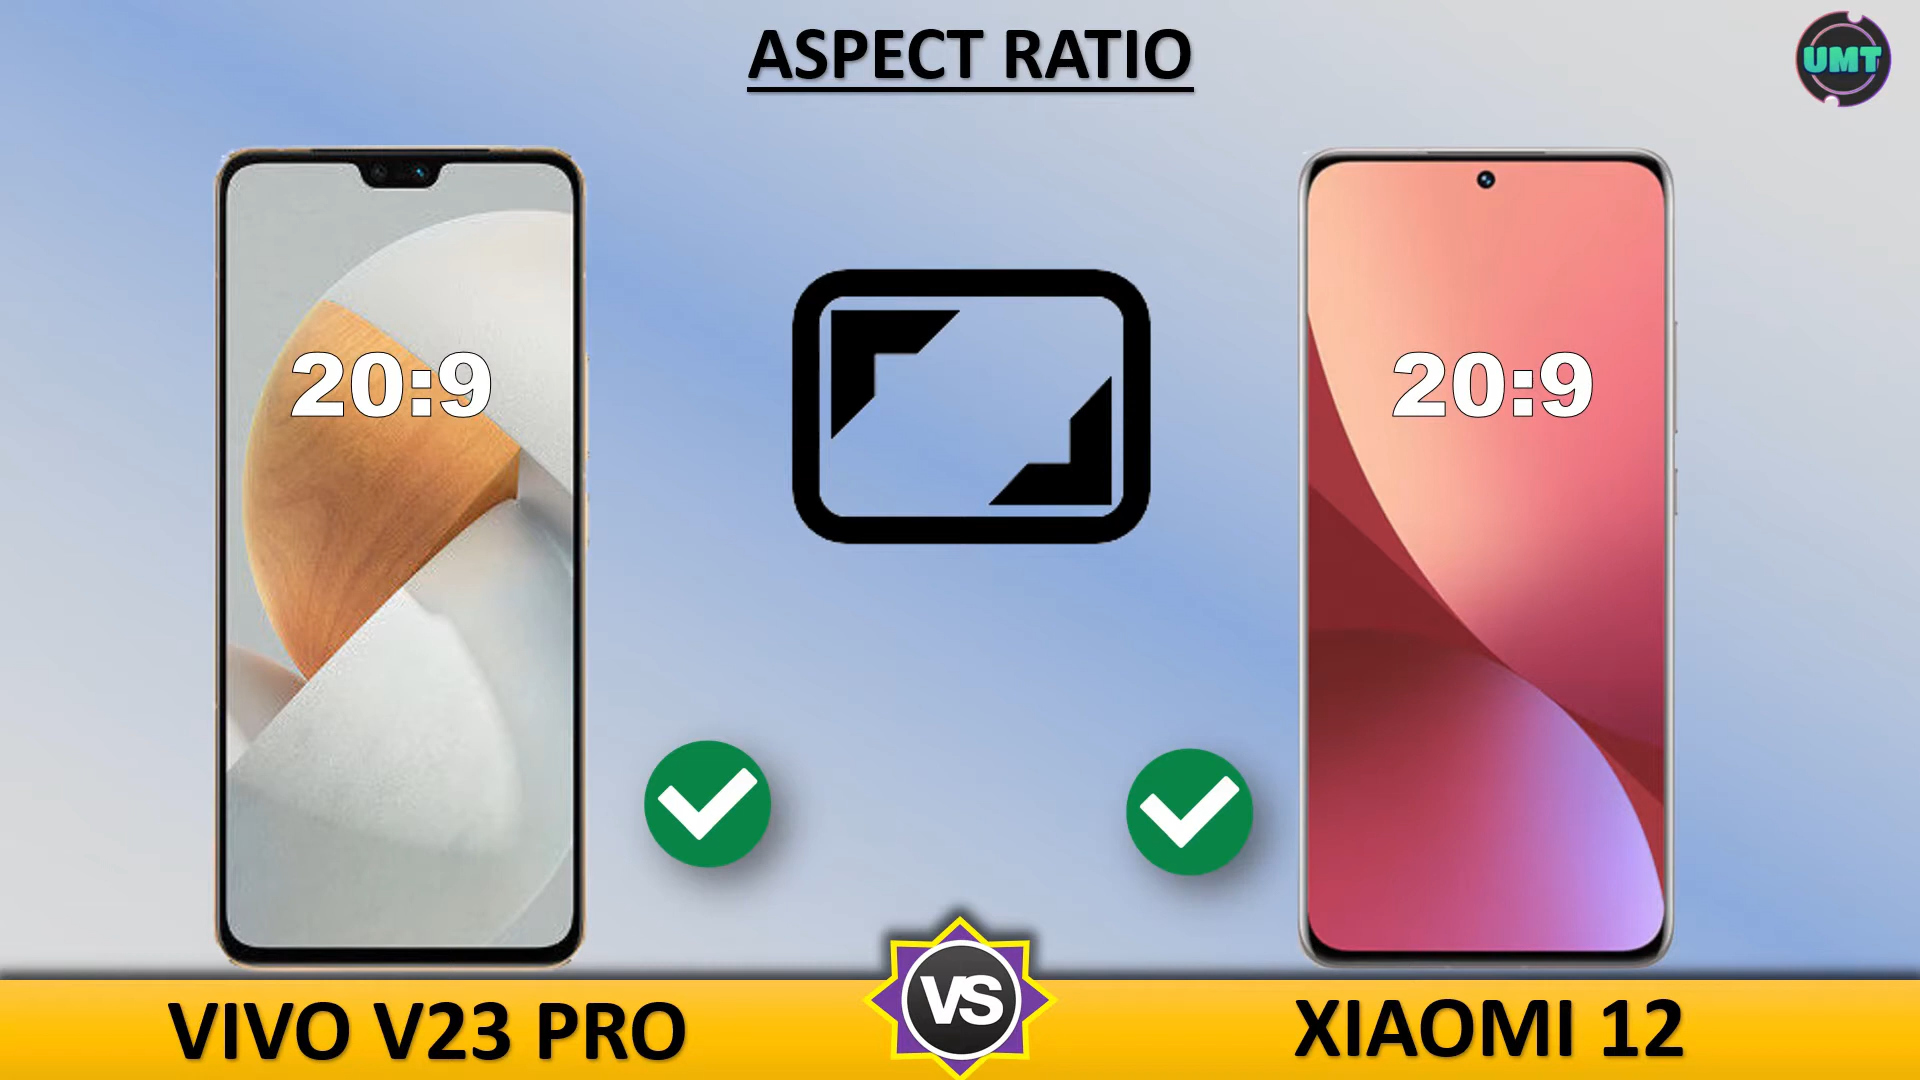 ASPECT RATIO
UMT
20:9
20:9
VIVO V23 PRO
VS
XIAOMI 12